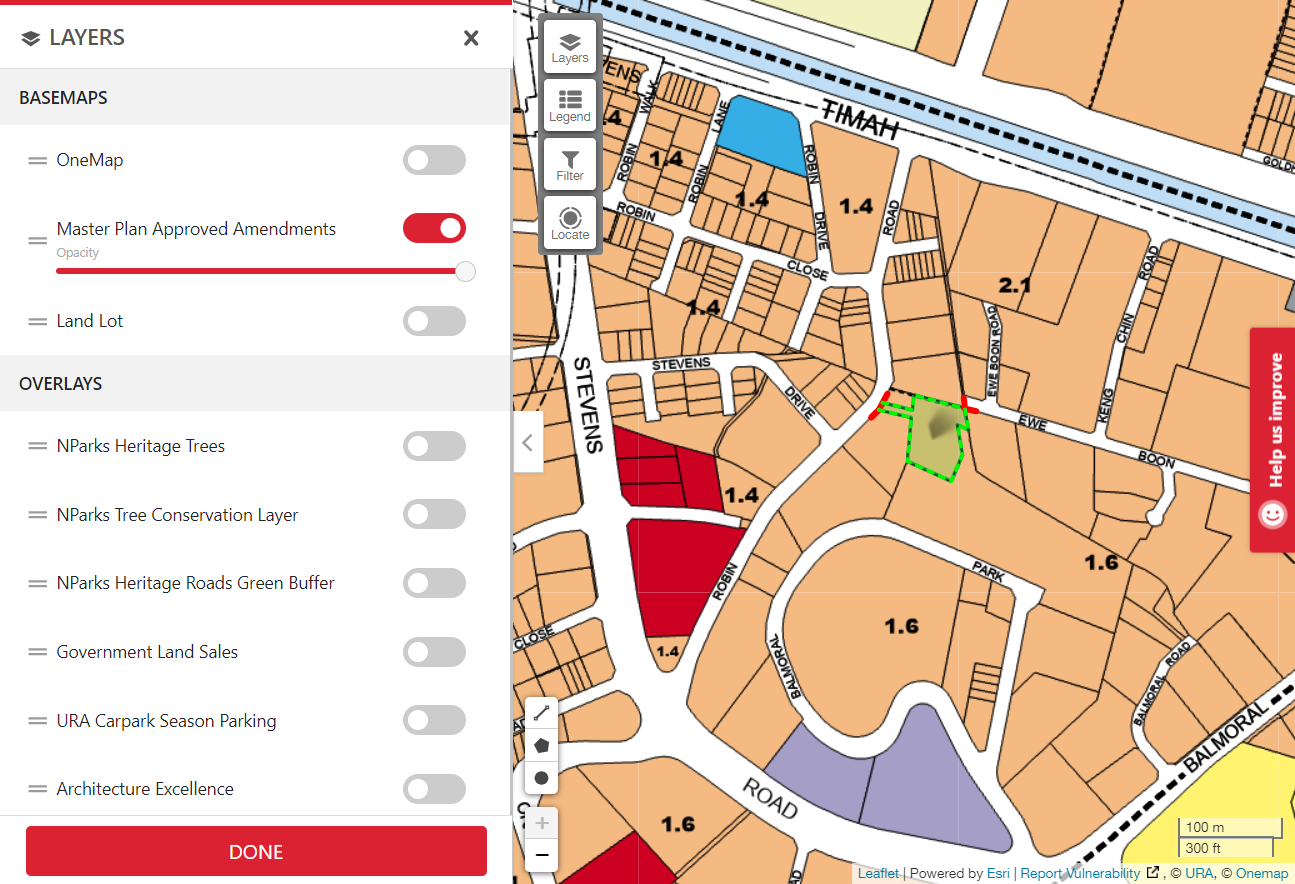 LAYERS
BASEMAPS
OneMap
Master Plan Approved Amendments
Opacity
Land Lot
OVERLAYS
NParks Heritage Trees
NParks Tree Conservation Layer
NParks Heritage Roads Green Buffer
Government Land Sales
URA Carpark Season Parking
Architecture Excellence
DONE
Layers
Legend
Filter
Locate
TIMAH
WALK
LANE
ROBIN
ROBIN
ROBIN
ROBIN
DRIVE
ROAD
CLOSE
1.4
1.4
1.4
1.4
2.1
GOLDH
STEVENS
STEVENS
DRIVE
EWE BOON ROAD
ROAD
CHIN
KENG
EWE
BOON
1.4
ROBIN
PARK
1.6
1.6
CLOSE
1.4
BALMORAL
ROAD
BALMORAL
BALMORAL
ROAD
ROAD
1.6
Help us improve
100 m
300 ft
Leaflet | Powered by Esri | Report Vulnerability , © URA, © Onemap